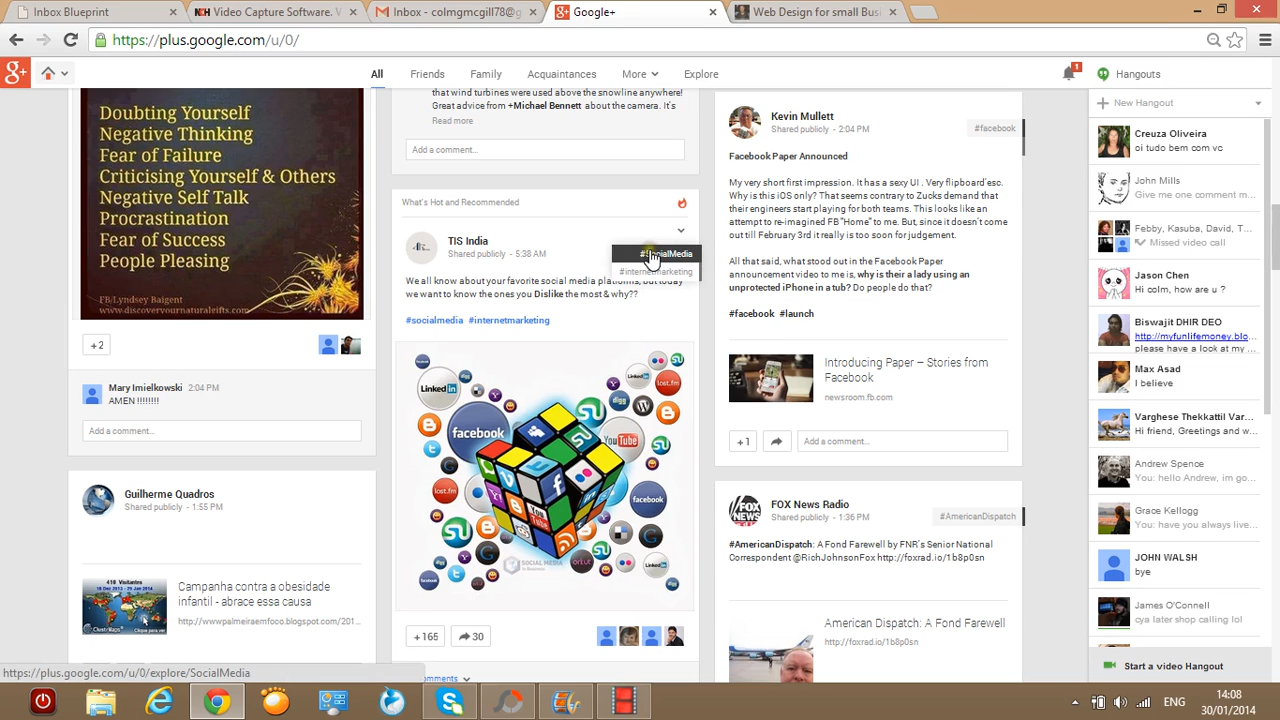 Inbox Blueprint
Video Capture Software. V
Inbox - colmgmcgill78@g
Google+
Web Design for small Busi
https://plus.google.com/u/0/
All
Friends
Family
Acquaintances
More
Explore
1
Hangouts
Doubting Yourself
Negative Thinking
Fear of Failure
Criticising Yourself & Others
Negative Self Talk
Procrastination
Fear of Success
People Pleasing
FB/Lyndsey Baigent
www.discoveryournaturalgifts.com
+2
Mary Imielkowski 2:04 PM
AMEN !!!!!!!!
Add a comment...
Guilherme Quadros
Shared publicly - 1:55 PM
Campanha contra a obesidade
infantil - abrace essa causa
http://wwwpalmeiraemfoco.blogspot.com/201...
that wind turbines were used above the snowline anywhere!
Great advice from +Michael Bennett about the camera. It's
Read more
Add a comment...
What's Hot and Recommended
TIS India
Shared publicly - 5:38 AM
#SocialMedia
#internetmarketing
We all know about your favorite social media platforms, but today
we want to know the ones you Dislike the most & why??
#socialmedia #internetmarketing
LinkedIn
facebook
YouTube
lost.fm
digg
facebook
orkut
SOCIAL MEDIA
+165
30
Kevin Mullett
Shared publicly - 2:04 PM
#facebook
Facebook Paper Announced
My very short first impression. It has a sexy UI . Very flipboard'esc.
Why is this iOS only? That seems contrary to Zucks demand that
their engineers start playing for both teams. This looks like an
attempt to re-imagined FB "Home" to me. But, since it doesn't come
out till February 3rd it really is too soon for judgement.
All that said, what stood out in the Facebook Paper
announcement video to me is, why is their a lady using an
unprotected iPhone in a tub? Do people do that?
#facebook #launch
Introducing Paper – Stories from
Facebook
newsroom.fb.com
+1
Add a comment...
FOX News Radio
Shared publicly - 1:36 PM
#AmericanDispatch
#AmericanDispatch: A Fond Farewell by FNR's Senior National
Correspondent @RichJohnsonFox http://foxrad.io/1b8p0sn
American Dispatch: A Fond Farewell
http://foxrad.io/1b8p0sn
New Hangout
Creuza Oliveira
oi tudo bem com vc
John Mills
Give me one comment m...
Febby, Kasuba, David, T...
Missed video call
Jason Chen
Hi colm, how are u ?
Biswajit DHIR DEO
http://myfunlifemoney.blo...
please have a look at my
Max Asad
I believe
Varghese Thekkattil Var...
Hi friend, Greetings and w...
Andrew Spence
You: hello Andrew, im go...
Grace Kellogg
You: have you always live...
JOHN WALSH
bye
James O'Connell
cya later shop calling lol
Start a video Hangout
https://plus.google.com/u/0/explore/SocialMedia
omments
ENG
14:08
30/01/2014